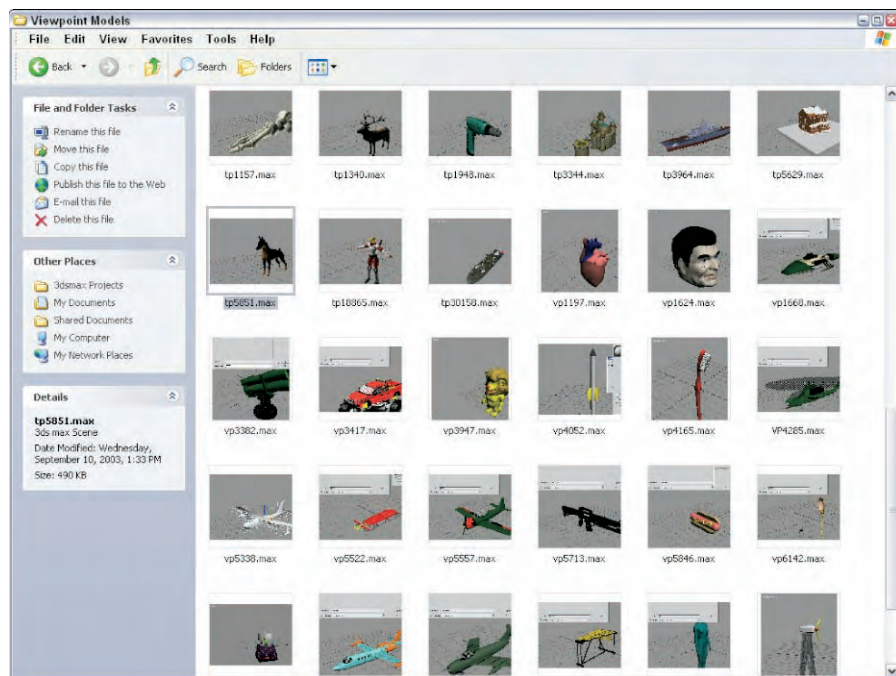 Viewpoint Models
File Edit View Favorites Tools Help
Back Search Folders
File and Folder Tasks
Rename this file
Move this file
Copy this file
Publish this file to the Web
E-mail this file
Delete this file
Other Places
3dsmax Projects
My Documents
Shared Documents
My Computer
My Network Places
Details
tp5851.max
3ds max Scene
Date Modified: Wednesday,
September 10, 2003, 1:33 PM
Size: 490 KB
tp1157.max tp1340.max tp1948.max tp3344.max tp3964.max tp5629.max
tp5851.max tp18865.max tp30158.max vp1197.max vp1624.max vp1668.max
vp3382.max vp3417.max vp3947.max vp4052.max vp4165.max VP4285.max
vp5338.max vp5522.max vp5557.max vp5713.max vp5846.max vp6142.max